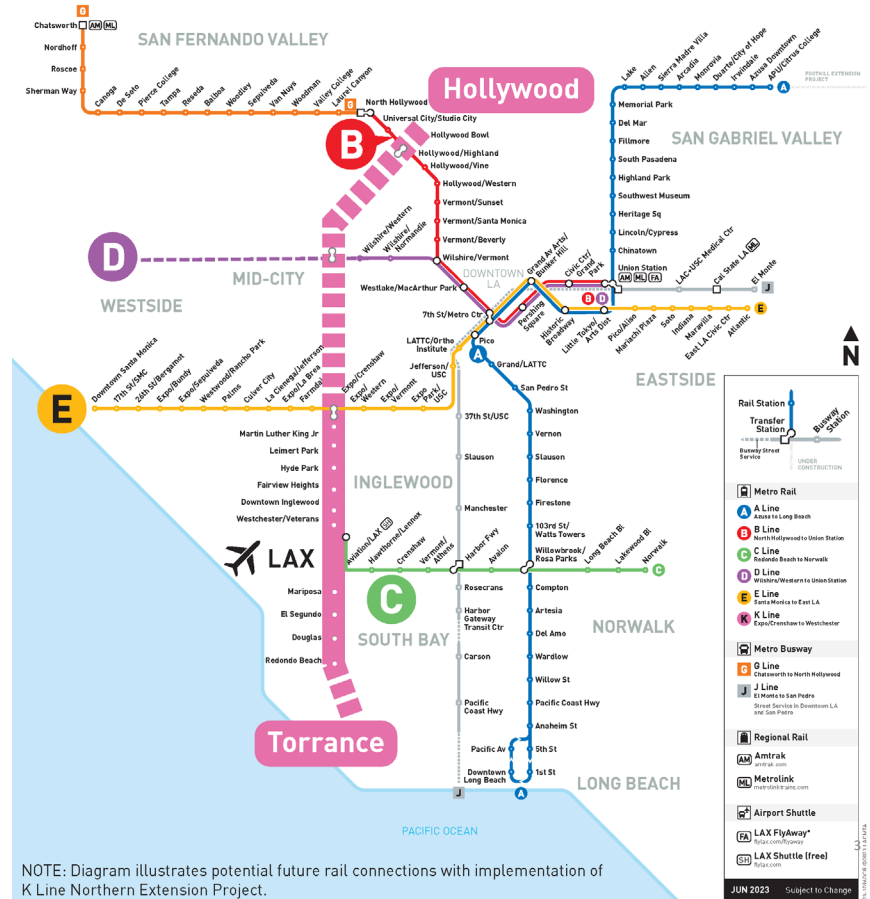 G
Chatsworth AM ML
Nordhoff
Roscoe
Sherman Way
SAN FERNANDO VALLEY
Canoga
De Soto
Pierce College
Tampa
Reseda
Balboa
Woodley
Sepulveda
Van Nuys
Woodman
Valley College
Laurel Canyon
G
North Hollywood
Universal City/Studio City
Hollywood
B
Hollywood Bowl
Hollywood/Highland
Hollywood/Vine
Hollywood/Western
Vermont/Sunset
Vermont/Santa Monica
Vermont/Beverly
Wilshire/Vermont
Lake
Allen
Sierra Madre Villa
Arcadia
Monrovia
Duarte/City of Hope
Irwindale
Azusa Downtown
APU/Citrus College
A
FOOTHILL EXTENSION
PROJECT
Memorial Park
Del Mar
Fillmore
South Pasadena
Highland Park
Southwest Museum
Heritage Sq
Lincoln/Cypress
Chinatown
Union Station
AM ML FA
SAN GABRIEL VALLEY
D
WESTSIDE
MID-CITY
Wilshire/Western
Wilshire/
Normandie
Westlake/MacArthur Park
7th St/Metro Ctr
DOWNTOWN
LA
Grand Av Arts/
Bunker Hill
Civic Ctr/
Grand
Park
B D
Pershing
Square
Historic
Broadway
Little Tokyo/
Arts Dist
LAC+USC Medical Ctr
Cal State LA ML
El Monte
J
Pico/Aliso
Mariachi Plaza
Soto
Indiana
Maravilla
East LA Civic Ctr
Atlantic
E
EASTSIDE
LATTC/Ortho
Institute
Jefferson/
USC
Pico
A
Grand/LATTC
San Pedro St
Washington
Vernon
Slauson
Florence
Firestone
103rd St/
Watts Towers
Willowbrook/
Rosa Parks
E
Downtown Santa Monica
17th St/SMC
26th St/Bergamot
Expo/Bundy
Expo/Sepulveda
Westwood/Rancho Park
Palms
Culver City
La Cienega/Jefferson
Expo/La Brea
Farmdale
Expo/Crenshaw
Expo/
Western
Expo/
Vermont
Expo
Park/
USC
Martin Luther King Jr
Leimert Park
Hyde Park
Fairview Heights
Downtown Inglewood
Westchester/Veterans
INGLEWOOD
37th St/USC
Slauson
Manchester
LAX
Aviation/LAX SH
Hawthorne/Lennox
Crenshaw
Vermont/
Athens
Harbor Fwy
Avalon
Long Beach Bl
Lakewood Bl
Norwalk
C
C
SOUTH BAY
NORWALK
Mariposa
El Segundo
Douglas
Redondo Beach
Rosecrans
Harbor
Gateway
Transit Ctr
Carson
Pacific
Coast Hwy
J
Compton
Artesia
Del Amo
Wardlow
Willow St
Pacific Coast Hwy
Anaheim St
Pacific Av
5th St
Downtown
Long Beach
1st St
A
LONG BEACH
Torrance
PACIFIC OCEAN
NOTE: Diagram illustrates potential future rail connections with implementation of
K Line Northern Extension Project.
N
Rail Station
Transfer
Station
Busway
Station
Busway Street
Service
UNDER
CONSTRUCTION
Metro Rail
A A Line
Azusa to Long Beach
B B Line
North Hollywood to Union Station
C C Line
Redondo Beach to Norwalk
D D Line
Wilshire/Western to Union Station
E E Line
Santa Monica to East LA
K K Line
Expo/Crenshaw to Westchester
Metro Busway
G G Line
Chatsworth to North Hollywood
J J Line
El Monte to San Pedro
Street Service in Downtown LA
and San Pedro
Regional Rail
AM Amtrak
amtrak.com
ML Metrolink
metrolinktrains.com
Airport Shuttle
FA LAX FlyAway*
flylax.com/flyaway
SH LAX Shuttle (free)
flylax.com
JUN 2023 Subject to Change
3